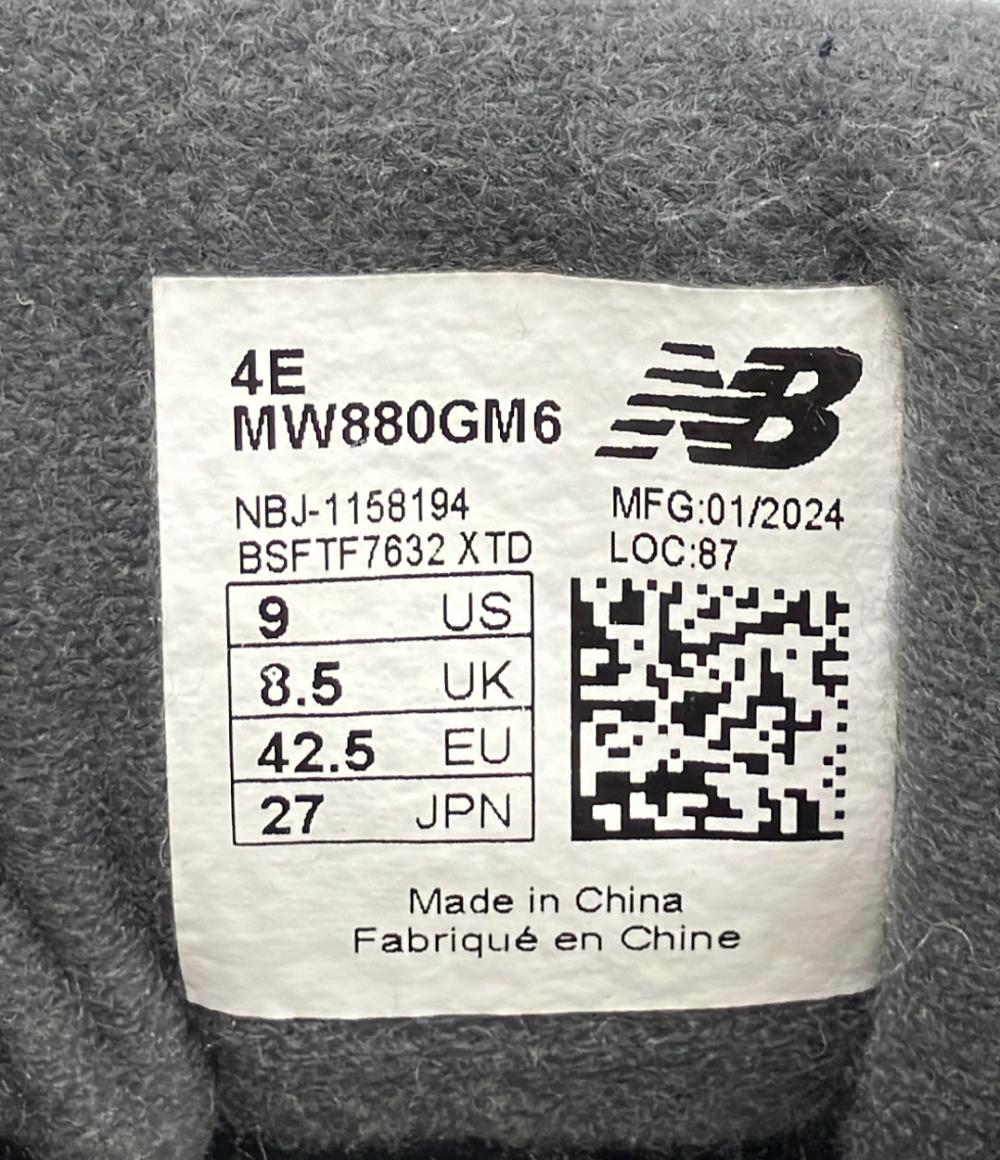 4E
MW880GM6
NB
NBJ-1158194
BSFTF7632 XTD
MFG:01/2024
LOC:87
9 US
8.5 UK
42.5 EU
27 JPN
Made in China
Fabriqué en Chine